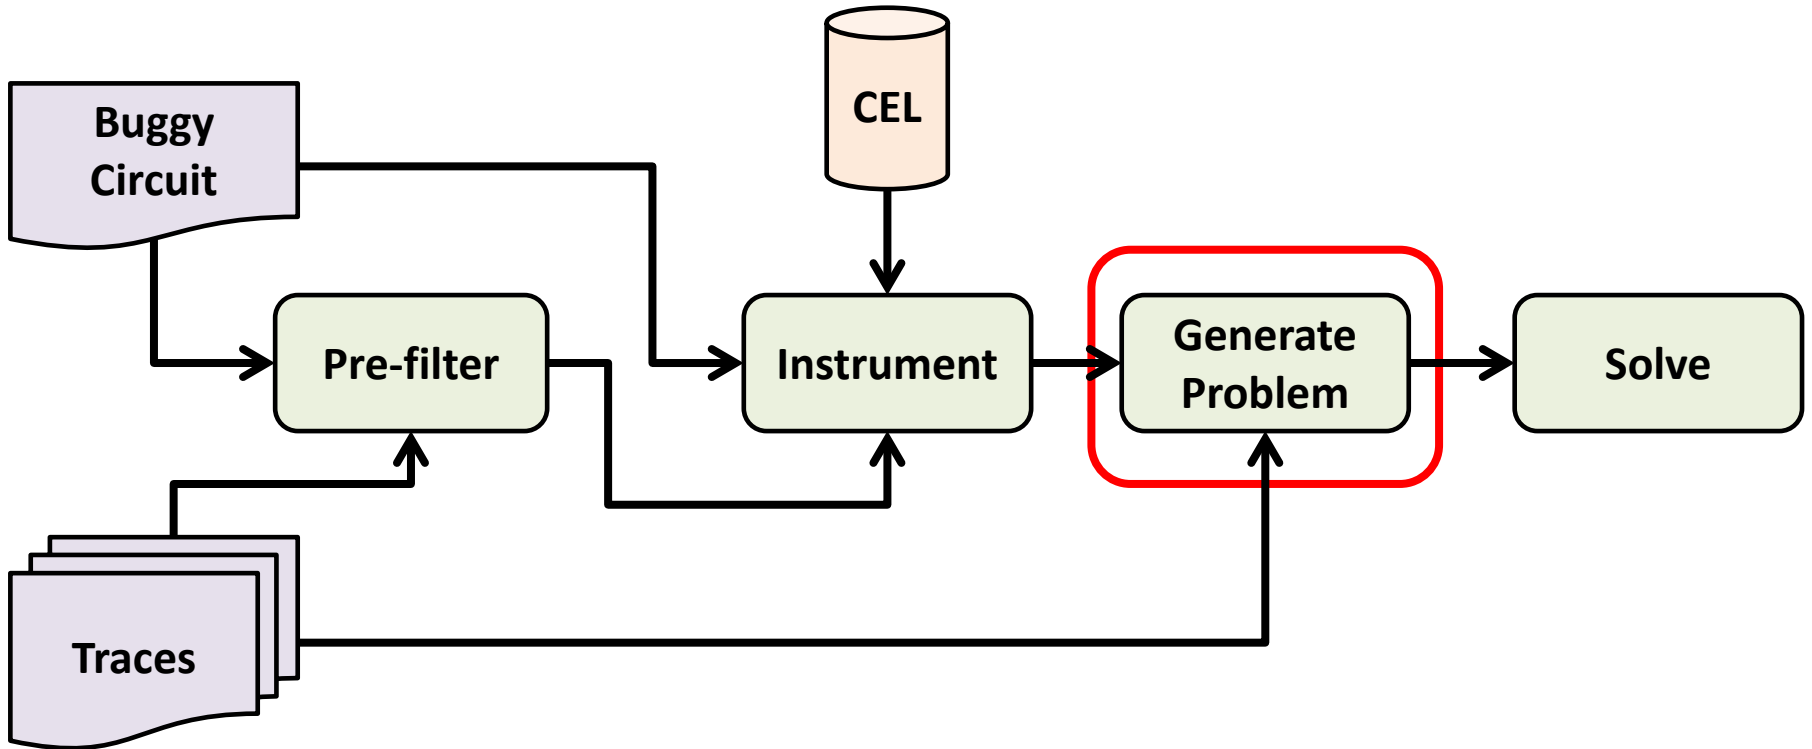 Buggy
Circuit
CEL
Pre-filter
Instrument
Generate
Problem
Solve
Traces